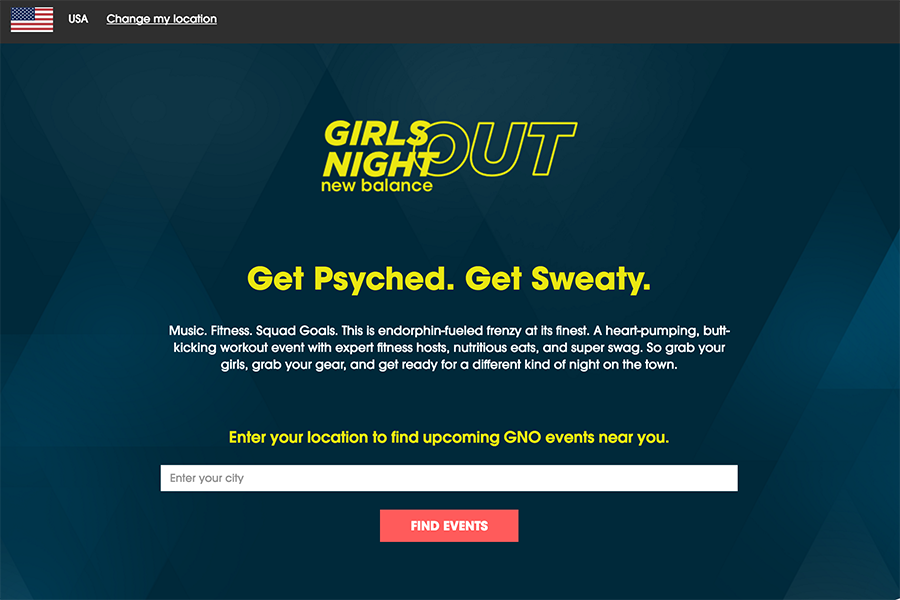 USA Change my location
GIRLS
NIGHT OUT
new balance
Get Psyched. Get Sweaty.
Music. Fitness. Squad Goals. This is endorphin-fueled frenzy at its finest. A heart-pumping, butt-
kicking workout event with expert fitness hosts, nutritious eats, and super swag. So grab your
girls, grab your gear, and get ready for a different kind of night on the town.
Enter your location to find upcoming GNO events near you.
Enter your city
FIND EVENTS